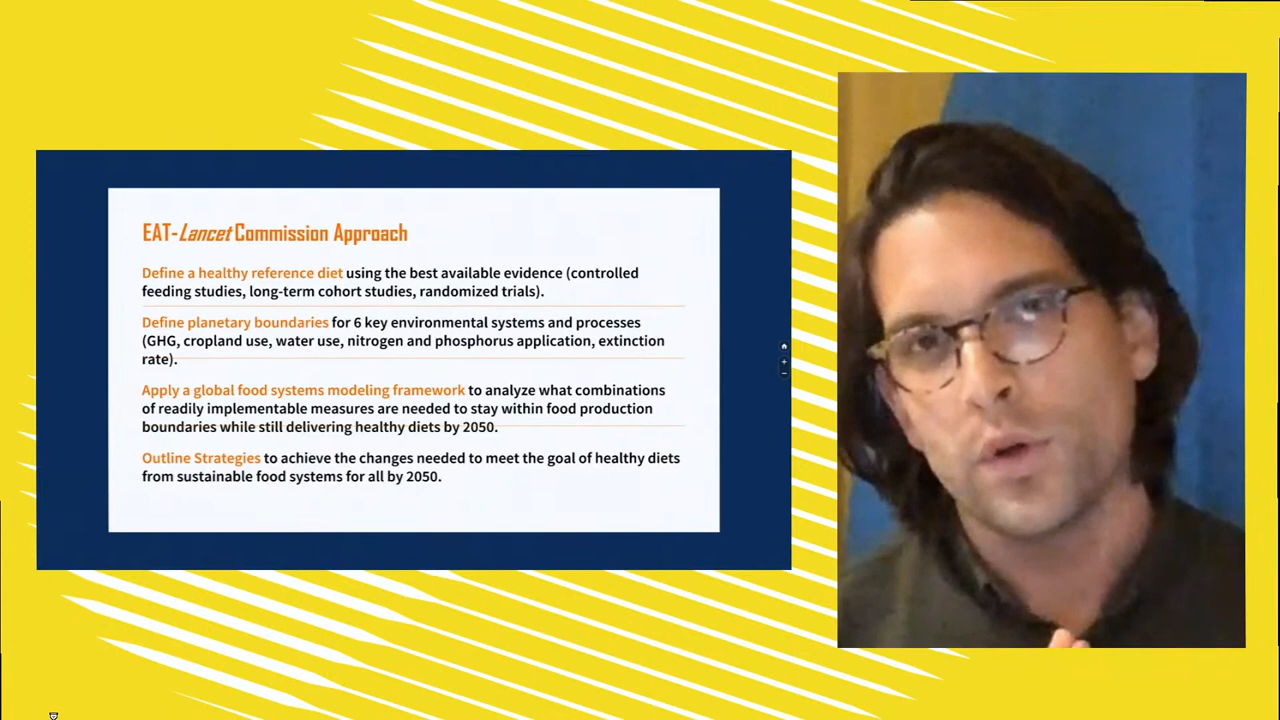 EAT-Lancet Commission Approach
Define a healthy reference diet using the best available evidence (controlled
feeding studies, long-term cohort studies, randomized trials).
Define planetary boundaries for 6 key environmental systems and processes
(GHG, cropland use, water use, nitrogen and phosphorus application, extinction
rate).
Apply a global food systems modeling framework to analyze what combinations
of readily implementable measures are needed to stay within food production
boundaries while still delivering healthy diets by 2050.
Outline Strategies to achieve the changes needed to meet the goal of healthy diets
from sustainable food systems for all by 2050.